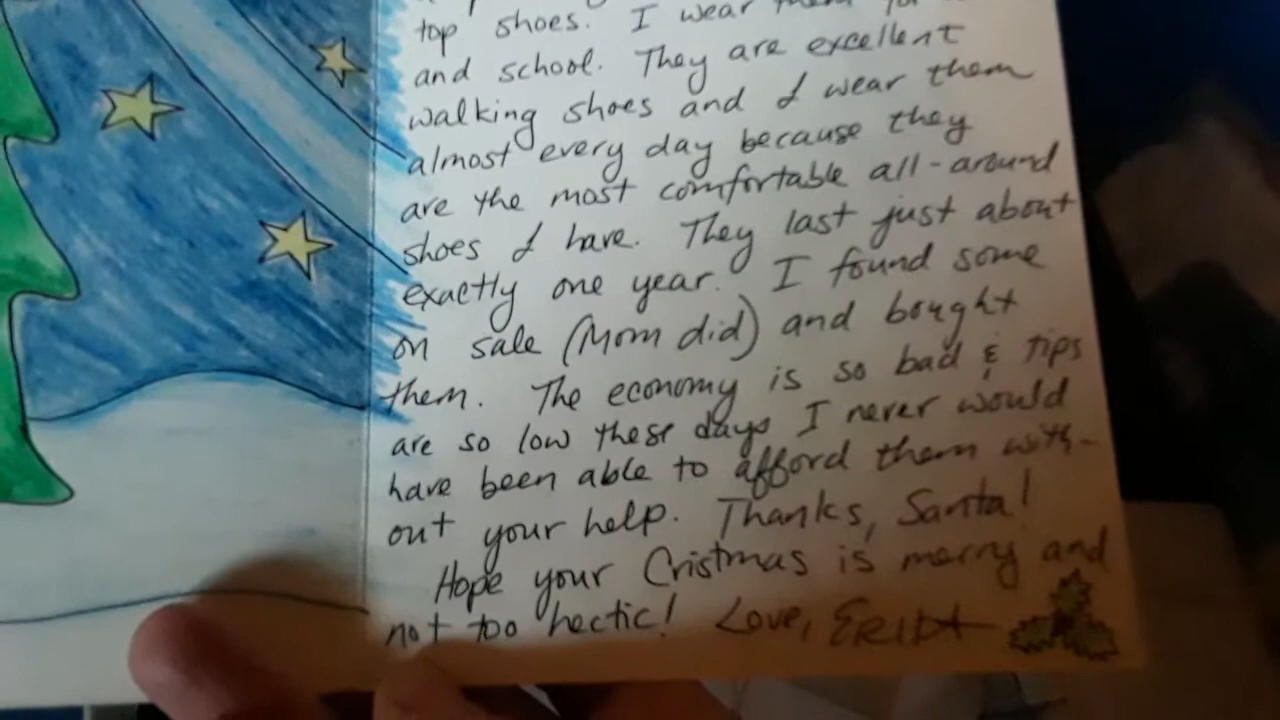 top shoes. I wear them for
and school. They are excellent
walking shoes and I wear them
almost every day because they
are the most comfortable all-around
shoes I have. They last just about
exactly one year. I found some
on sale (Mom did) and bought
them. The economy is so bad & tips
are so low these days I never would
have been able to afford them with-
out your help. Thanks, Santa!
Hope your Cristmas is merry and
not too hectic! Love,